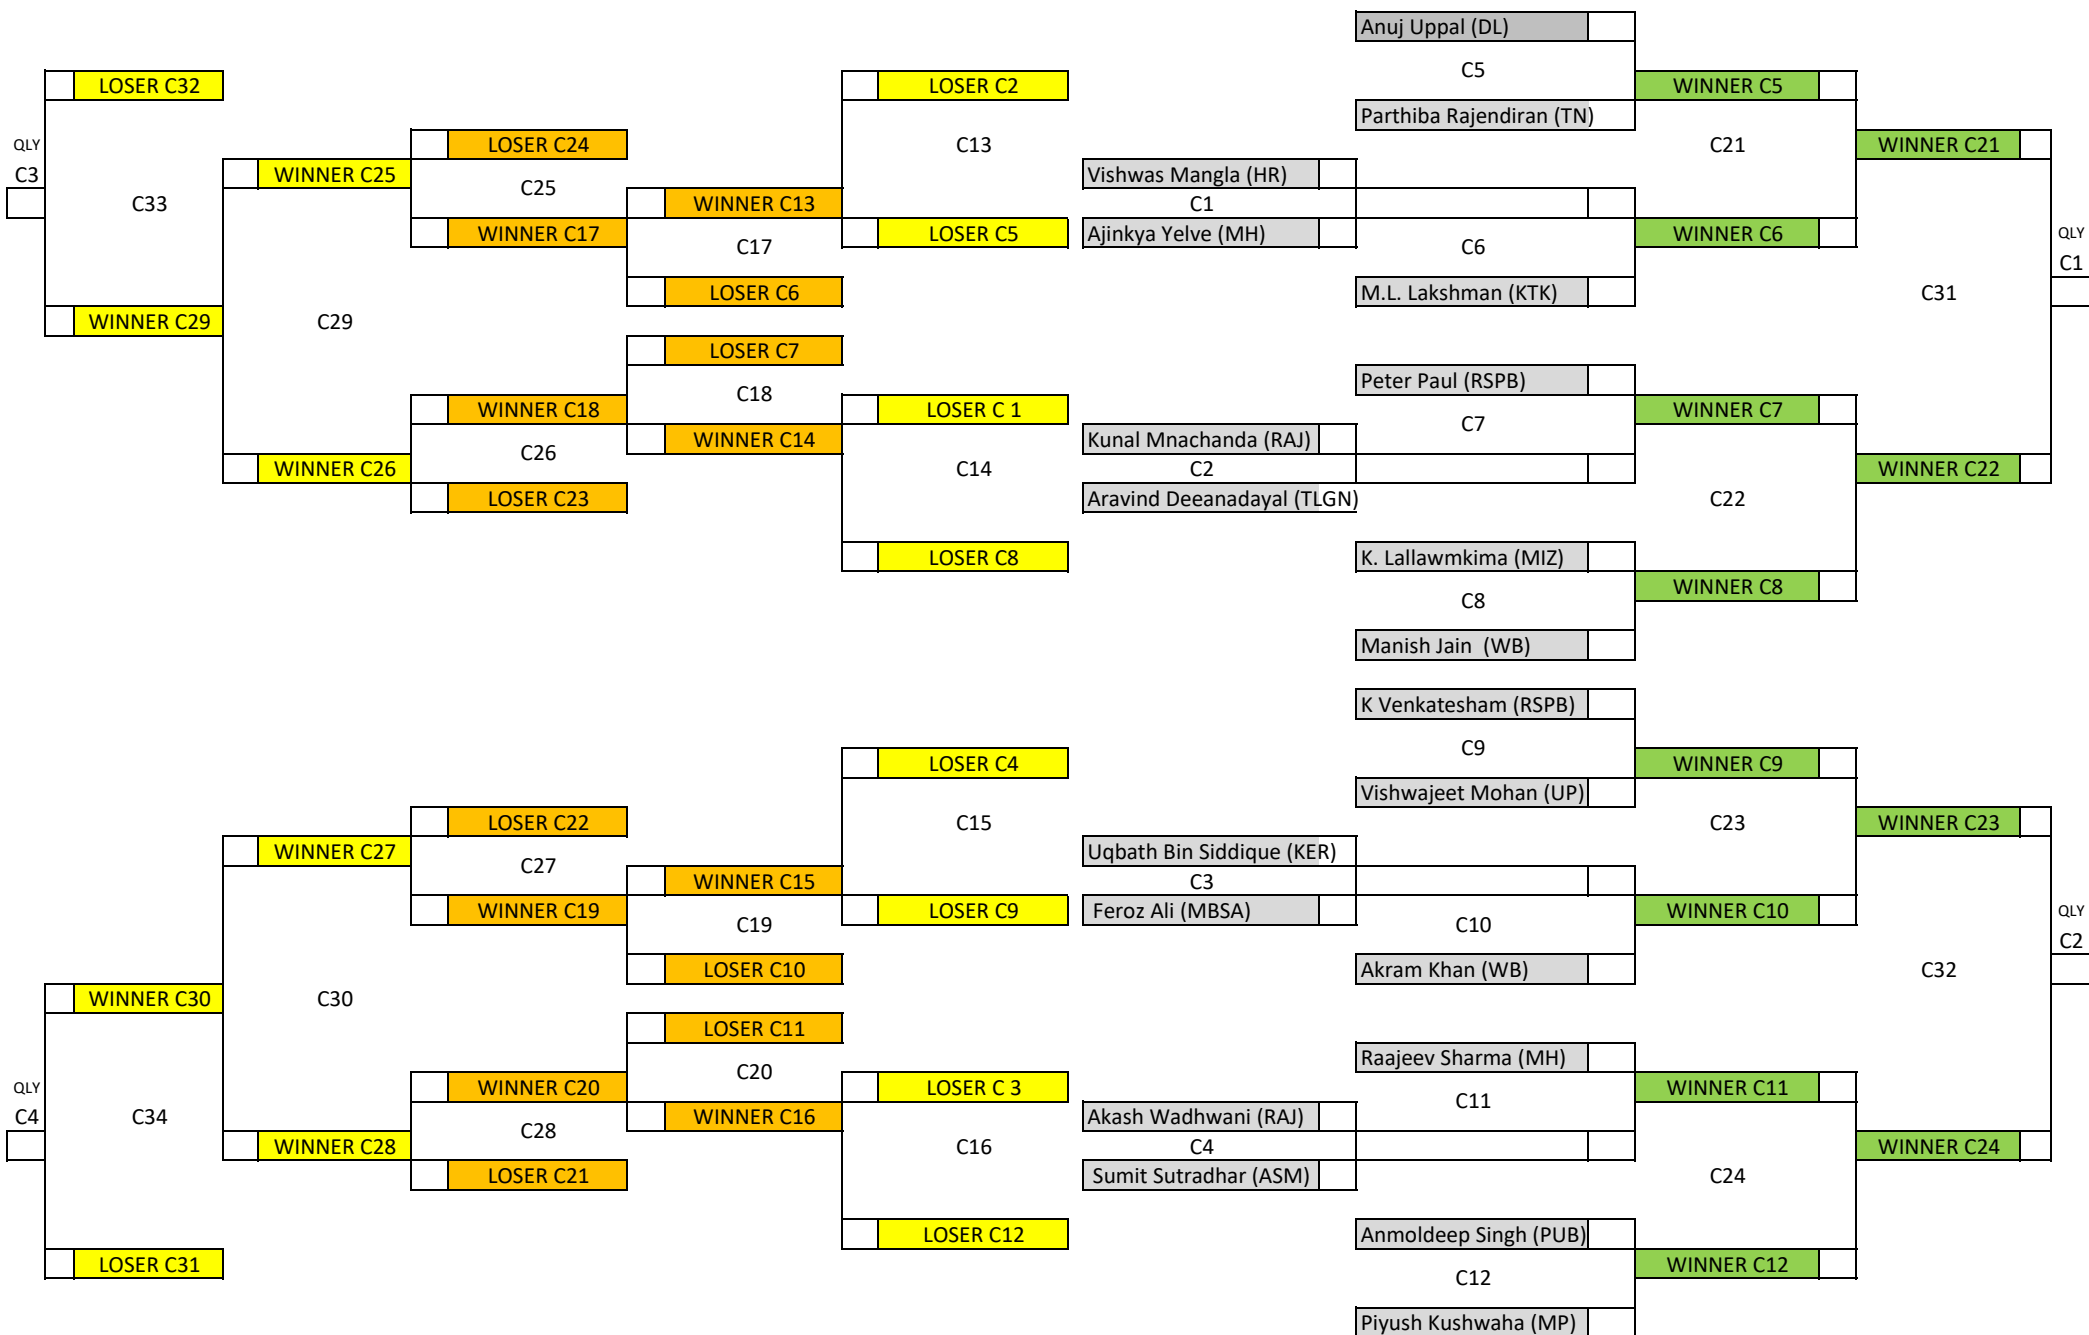 Anuj Uppal (DL)
C5
LOSER C32 LOSER C2 WINNER C5
Parthiba Rajendiran (TN)
QLY LOSER C24 C13 C21 WINNER C21
C3 WINNER C25 Vishwas Mangla (HR)
C25
C33 WINNER C13 C1
WINNER C17 LOSER C5 Ajinkya Yelve (MH) WINNER C6 QLY
C17 C6
C1
LOSER C6 M.L. Lakshman (KTK) C31
WINNER C29 C29
LOSER C7
Peter Paul (RSPB)
C18
WINNER C18 LOSER C 1 WINNER C7
C7
WINNER C14 Kunal Mnachanda (RAJ)
C26
WINNER C26 C14 C2 WINNER C22
LOSER C23 Aravind Deeanadayal (TLGN) C22
LOSER C8 K. Lallawmkima (MIZ)
WINNER C8
C8
Manish Jain  (WB)
K Venkatesham (RSPB)
C9
LOSER C4 WINNER C9
Vishwajeet Mohan (UP)
LOSER C22 C15 C23 WINNER C23
WINNER C27 Uqbath Bin Siddique (KER)
C27
WINNER C15 C3
WINNER C19 LOSER C9 Feroz Ali (MBSA) WINNER C10 QLY
C19 C10
C2
LOSER C10 Akram Khan (WB) C32
WINNER C30 C30
LOSER C11
Raajeev Sharma (MH)
C20
QLY WINNER C20 LOSER C 3 WINNER C11
C11
C4 C34 WINNER C16 Akash Wadhwani (RAJ)
C28
WINNER C28 C16 C4 WINNER C24
LOSER C21 Sumit Sutradhar (ASM) C24
LOSER C12 Anmoldeep Singh (PUB)
LOSER C31 WINNER C12
C12
Piyush Kushwaha (MP)